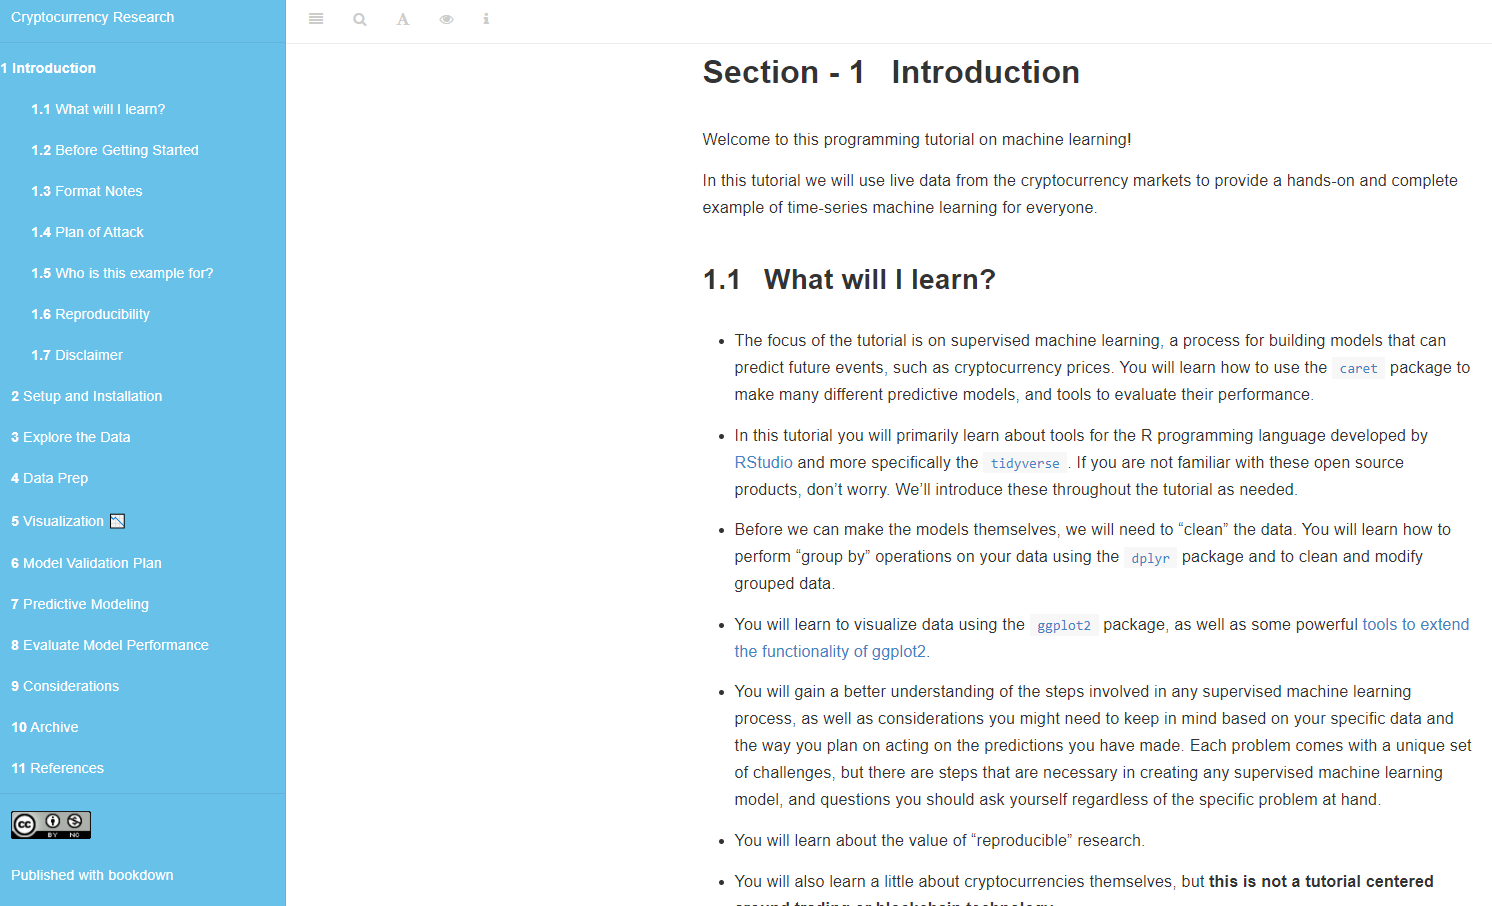 Cryptocurrency Research
1 Introduction
1.1 What will I learn?
1.2 Before Getting Started
1.3 Format Notes
1.4 Plan of Attack
1.5 Who is this example for?
1.6 Reproducibility
1.7 Disclaimer
2 Setup and Installation
3 Explore the Data
4 Data Prep
5 Visualization
6 Model Validation Plan
7 Predictive Modeling
8 Evaluate Model Performance
9 Considerations
10 Archive
11 References
cc BY NC
Published with bookdown
Section - 1 Introduction
Welcome to this programming tutorial on machine learning!
In this tutorial we will use live data from the cryptocurrency markets to provide a hands-on and complete
example of time-series machine learning for everyone.
1.1 What will I learn?
• The focus of the tutorial is on supervised machine learning, a process for building models that can
predict future events, such as cryptocurrency prices. You will learn how to use the caret package to
make many different predictive models, and tools to evaluate their performance.
• In this tutorial you will primarily learn about tools for the R programming language developed by
RStudio and more specifically the tidyverse . If you are not familiar with these open source
products, don’t worry. We’ll introduce these throughout the tutorial as needed.
• Before we can make the models themselves, we will need to “clean” the data. You will learn how to
perform “group by” operations on your data using the dplyr package and to clean and modify
grouped data.
• You will learn to visualize data using the ggplot2 package, as well as some powerful tools to extend
the functionality of ggplot2.
• You will gain a better understanding of the steps involved in any supervised machine learning
process, as well as considerations you might need to keep in mind based on your specific data and
the way you plan on acting on the predictions you have made. Each problem comes with a unique set
of challenges, but there are steps that are necessary in creating any supervised machine learning
model, and questions you should ask yourself regardless of the specific problem at hand.
• You will learn about the value of “reproducible” research.
• You will also learn a little about cryptocurrencies themselves, but this is not a tutorial centered
around trading or blockchain technology.